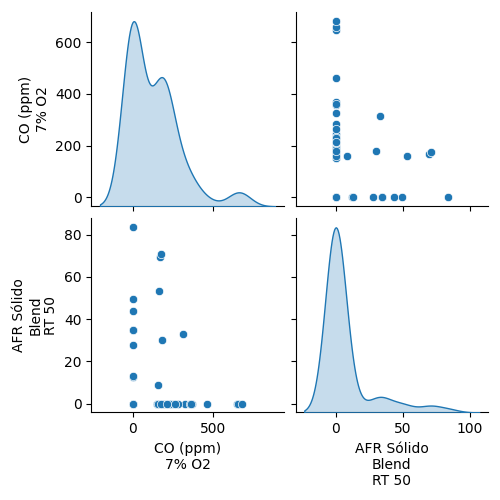 CO (ppm)
7% O2
600
400
200
0
AFR Sólido
Blend
RT 50
80
60
40
20
0
0
500
CO (ppm)
7% O2
0
50
100
AFR Sólido
Blend
RT 50